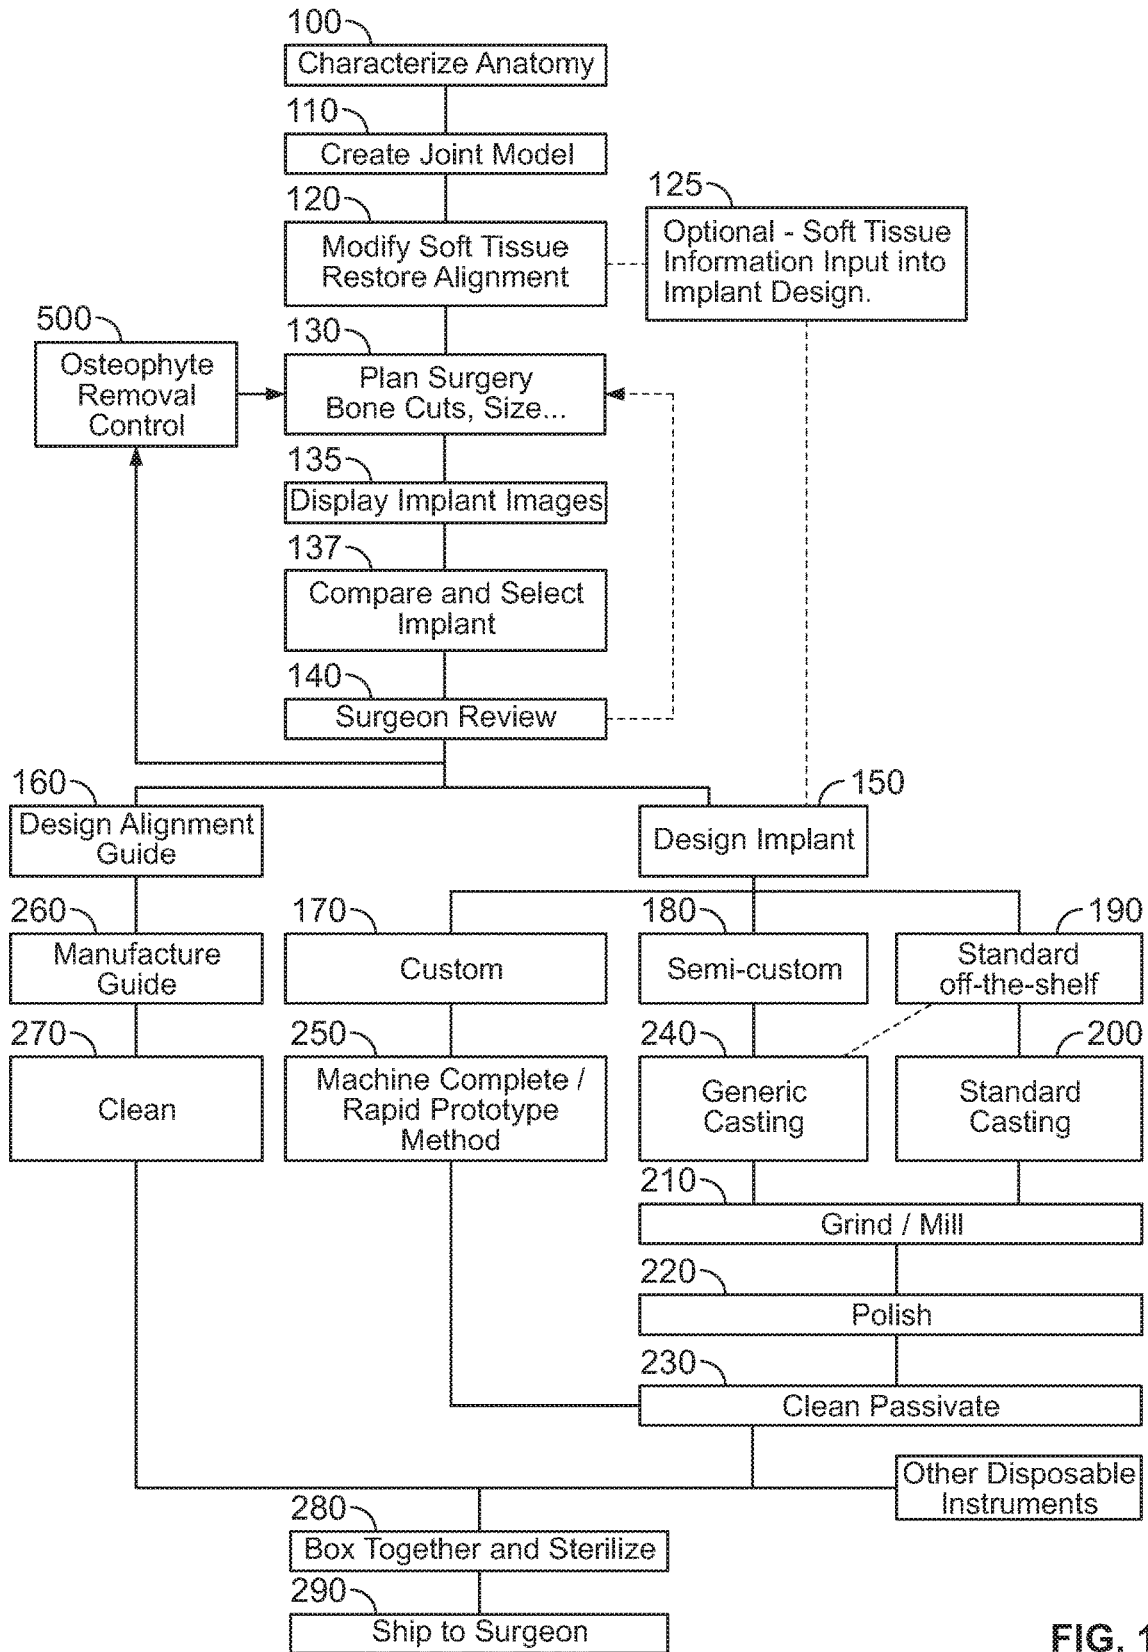 100
Characterize Anatomy
110
Create Joint Model
120
Modify Soft Tissue
Restore Alignment
125
Optional - Soft Tissue
Information Input into
Implant Design.
500
Osteophyte
Removal
Control
130
Plan Surgery
Bone Cuts, Size...
135
Display Implant Images
137
Compare and Select
Implant
140
Surgeon Review
160
Design Alignment
Guide
150
Design Implant
260
Manufacture
Guide
170
Custom
180
Semi-custom
190
Standard
off-the-shelf
270
Clean
250
Machine Complete /
Rapid Prototype
Method
240
Generic
Casting
200
Standard
Casting
210
Grind / Mill
220
Polish
230
Clean Passivate
Other Disposable
Instruments
280
Box Together and Sterilize
290
Ship to Surgeon
FIG. 1